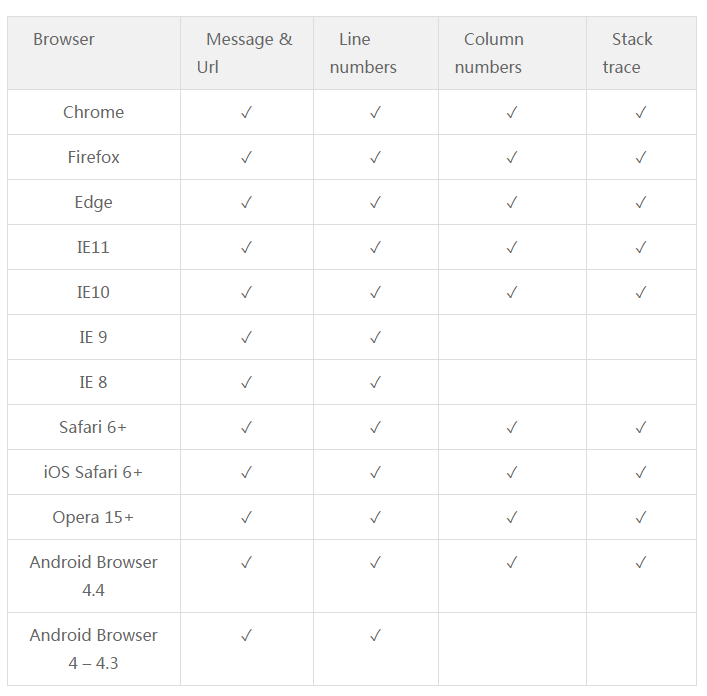 Browser Message & Line Column Stack
Url numbers numbers trace
Chrome ✓ ✓ ✓ ✓
Firefox ✓ ✓ ✓ ✓
Edge ✓ ✓ ✓ ✓
IE11 ✓ ✓ ✓ ✓
IE10 ✓ ✓ ✓ ✓
IE 9 ✓ ✓
IE 8 ✓ ✓
Safari 6+ ✓ ✓ ✓ ✓
iOS Safari 6+ ✓ ✓ ✓ ✓
Opera 15+ ✓ ✓ ✓ ✓
Android Browser ✓ ✓ ✓ ✓
4.4
Android Browser ✓ ✓
4 – 4.3